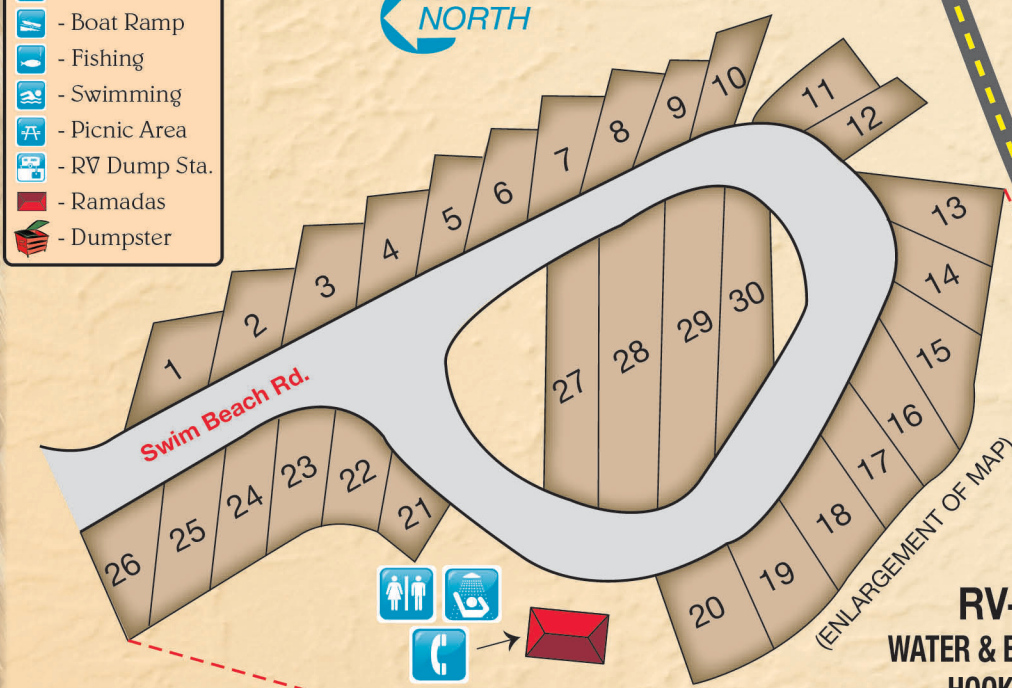 - Boat Ramp
- Fishing
- Swimming
- Picnic Area
- RV Dump Sta.
- Ramadas
- Dumpster
NORTH
1
2
3
4
5
6
7
8
9
10
11
12
13
14
15
16
17
18
19
20
21
22
23
24
25
26
27
28
29
30
Swim Beach Rd.
(ENLARGEMENT OF MAP)
RV-
WATER & E
HOOK